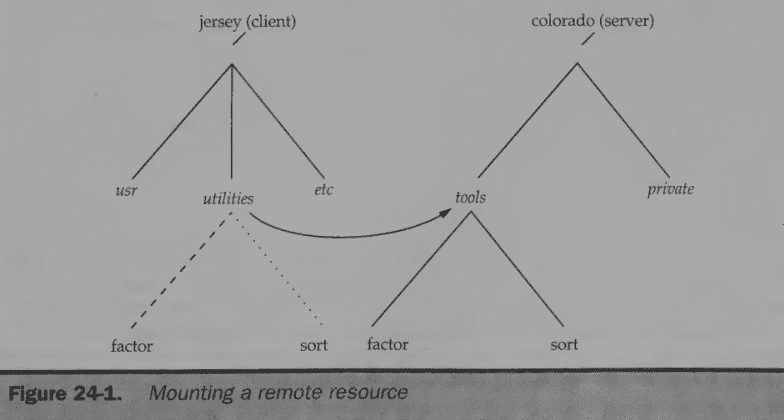 jersey (client)
colorado (server)
/
/
usr
utilities
etc
tools
private
factor
sort
factor
sort
Figure 24-1. Mounting a remote resource